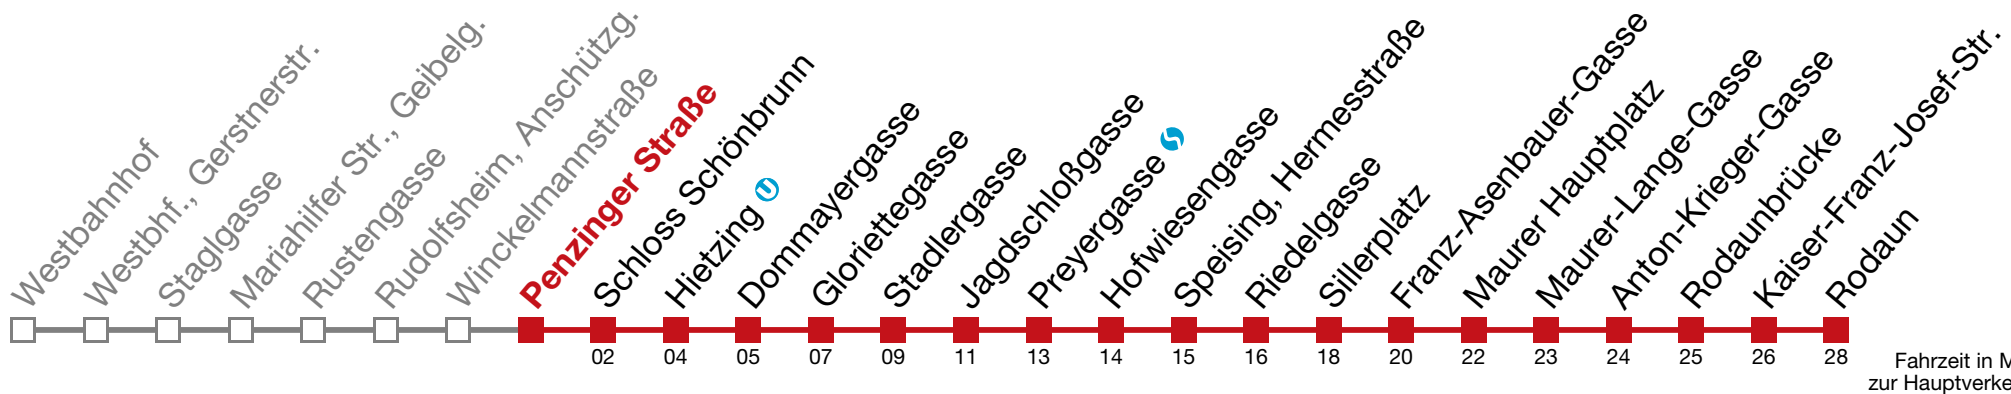 Westbahnhof
Westbhf., Gerstnerstr.
Staglgasse
Mariahilfer Str., Geibelg.
Rustengasse
Rudolfsheim, Anschützg.
Winckelmannstraße
Penzinger Straße
Schloss Schönbrunn
Hietzing U
Dommayergasse
Gloriettegasse
Stadlergasse
Jagdschloßgasse
Preyergasse S
Hofwiesengasse
Speising, Hermesstraße
Riedelgasse
Sillerplatz
Franz-Asenbauer-Gasse
Maurer Hauptplatz
Maurer-Lange-Gasse
Anton-Krieger-Gasse
Rodaunbrücke
Kaiser-Franz-Josef-Str.
Rodaun
02 04 05 07 09 11 13 14 15 16 18 20 22 23 24 25 26 28
Fahrzeit in M
zur Hauptverke